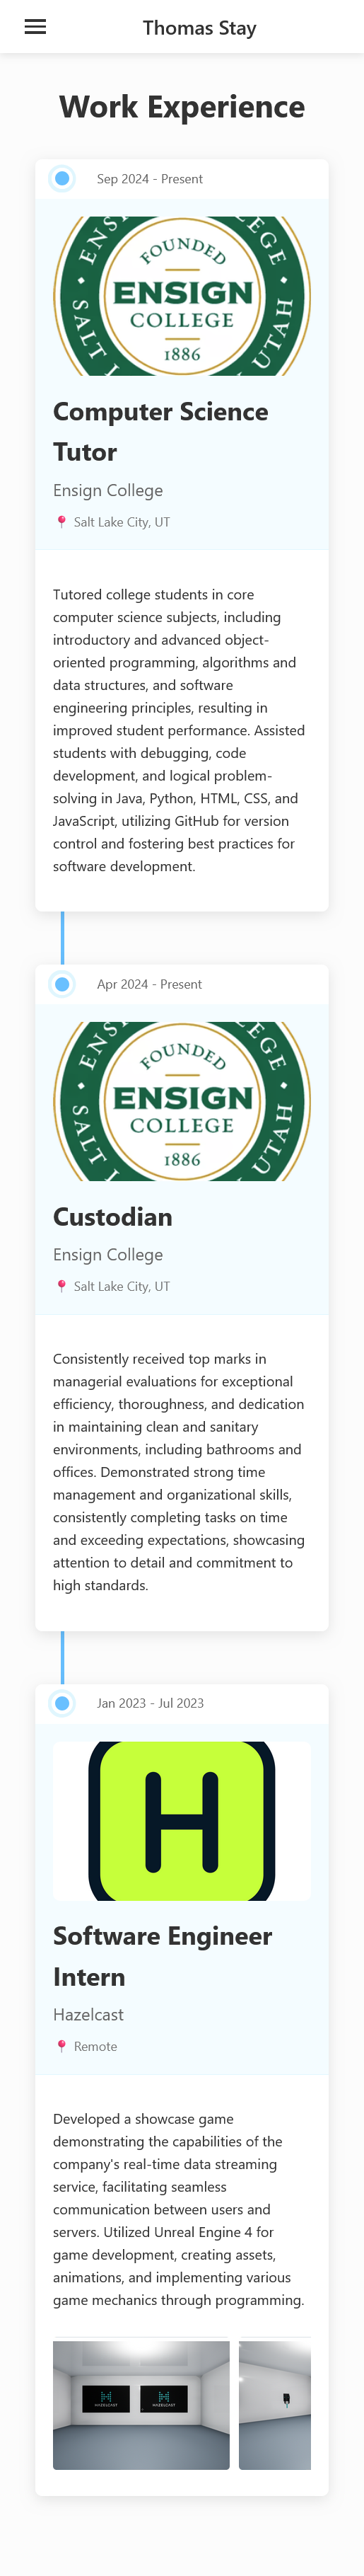 Thomas Stay
Work Experience
Sep 2024 - Present
ENSIGN COLLEGE
SALT L
UTAH
FOUNDED
ENSIGN
COLLEGE
1886
Computer Science
Tutor
Ensign College
📍 Salt Lake City, UT
Tutored college students in core
computer science subjects, including
introductory and advanced object-
oriented programming, algorithms and
data structures, and software
engineering principles, resulting in
improved student performance. Assisted
students with debugging, code
development, and logical problem-
solving in Java, Python, HTML, CSS, and
JavaScript, utilizing GitHub for version
control and fostering best practices for
software development.
Apr 2024 - Present
FOUNDED
ENSIGN
COLLEGE
1886
UTAH
Custodian
Ensign College
📍 Salt Lake City, UT
Consistently received top marks in
managerial evaluations for exceptional
efficiency, thoroughness, and dedication
in maintaining clean and sanitary
environments, including bathrooms and
offices. Demonstrated strong time
management and organizational skills,
consistently completing tasks on time
and exceeding expectations, showcasing
attention to detail and commitment to
high standards.
Jan 2023 - Jul 2023
H
Software Engineer
Intern
Hazelcast
📍 Remote
Developed a showcase game
demonstrating the capabilities of the
company's real-time data streaming
service, facilitating seamless
communication between users and
servers. Utilized Unreal Engine 4 for
game development, creating assets,
animations, and implementing various
game mechanics through programming.
HAZELCAST
HAZELCAST